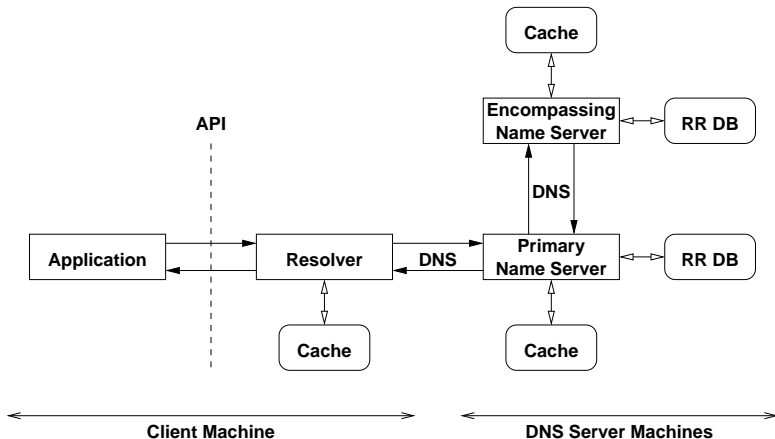 Cache
Encompassing
Name Server
RR DB
API
DNS
Application
Resolver
DNS
Primary
Name Server
RR DB
Cache
Cache
Client Machine
DNS Server Machines